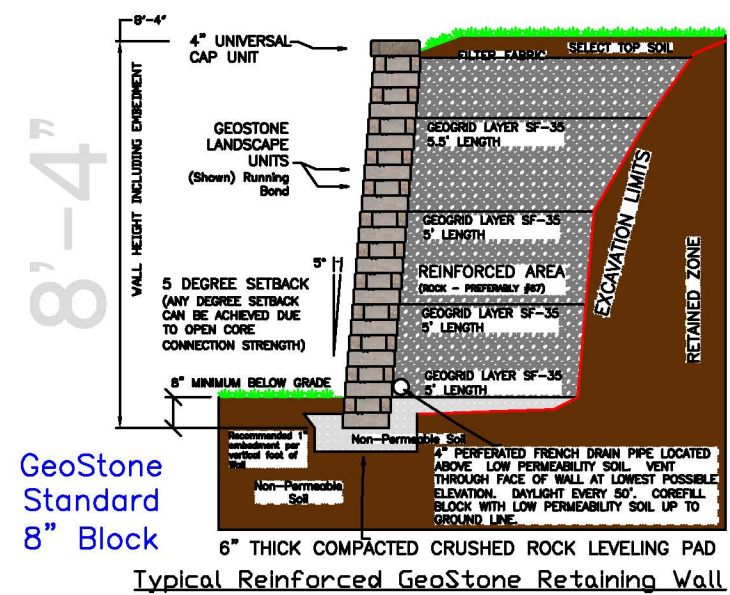 8'-4"
4" UNIVERSAL
CAP UNIT
FILTER FABRIC
SELECT TOP SOIL
8'-4"
WALL HEIGHT INCLUDING EMBEDMENT
GEOSTONE
LANDSCAPE
UNITS
(Shown) Running
Bond
GEOGRID LAYER SF-35
5.5' LENGTH
GEOGRID LAYER SF-35
5' LENGTH
5°
REINFORCED AREA
(ROCK - PREFERABLY #67)
EXCAVATION LIMITS
RETAINED ZONE
5 DEGREE SETBACK
(ANY DEGREE SETBACK
CAN BE ACHIEVED DUE
TO OPEN CORE
CONNECTION STRENGTH)
GEOGRID LAYER SF-35
5' LENGTH
8" MINIMUM BELOW GRADE
GEOGRID LAYER SF-35
5' LENGTH
Recommended 1"
embedment per
vertical foot of
Wall
Non-Permeable Soil
Non-Permeable
Soil
4" PERFERATED FRENCH DRAIN PIPE LOCATED
ABOVE LOW PERMEABILITY SOIL. VENT
THROUGH FACE OF WALL AT LOWEST POSSIBLE
ELEVATION. DAYLIGHT EVERY 50'. COREFILL
BLOCK WITH LOW PERMEABILITY SOIL UP TO
GROUND LINE.
GeoStone
Standard
8" Block
6" THICK COMPACTED CRUSHED ROCK LEVELING PAD
Typical Reinforced GeoStone Retaining Wall